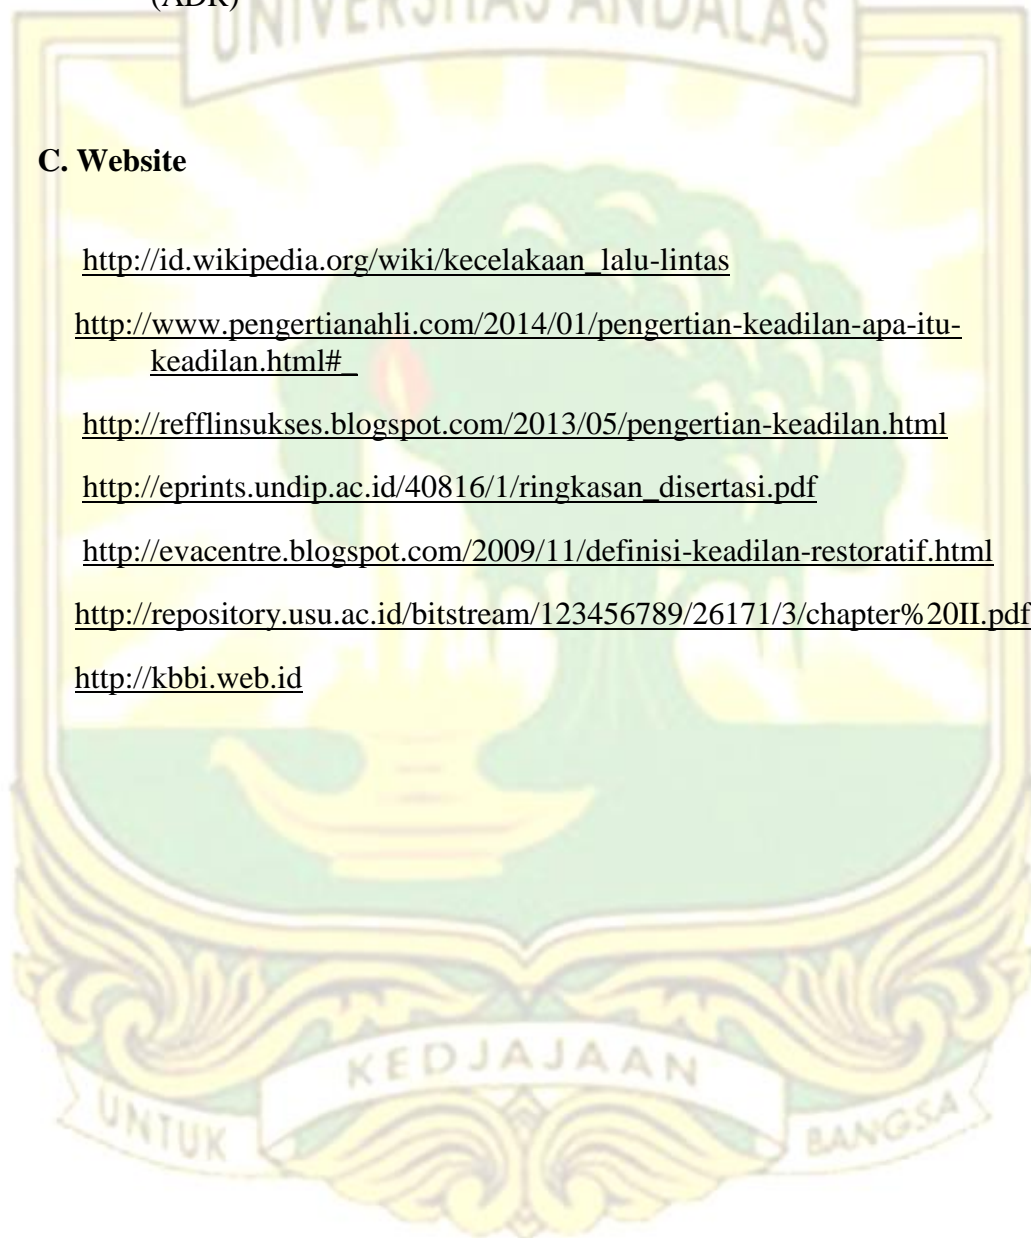 (ADR)
UNIVERSITAS ANDALAS
C. Website
http://id.wikipedia.org/wiki/kecelakaan_lalu-lintas
http://www.pengertianahli.com/2014/01/pengertian-keadilan-apa-itu-
keadilan.html#_
http://refflinsukses.blogspot.com/2013/05/pengertian-keadilan.html
http://eprints.undip.ac.id/40816/1/ringkasan_disertasi.pdf
http://evacentre.blogspot.com/2009/11/definisi-keadilan-restoratif.html
http://repository.usu.ac.id/bitstream/123456789/26171/3/chapter%20II.pdf
http://kbbi.web.id
UNTUK KEDJAJAAN BANGSA